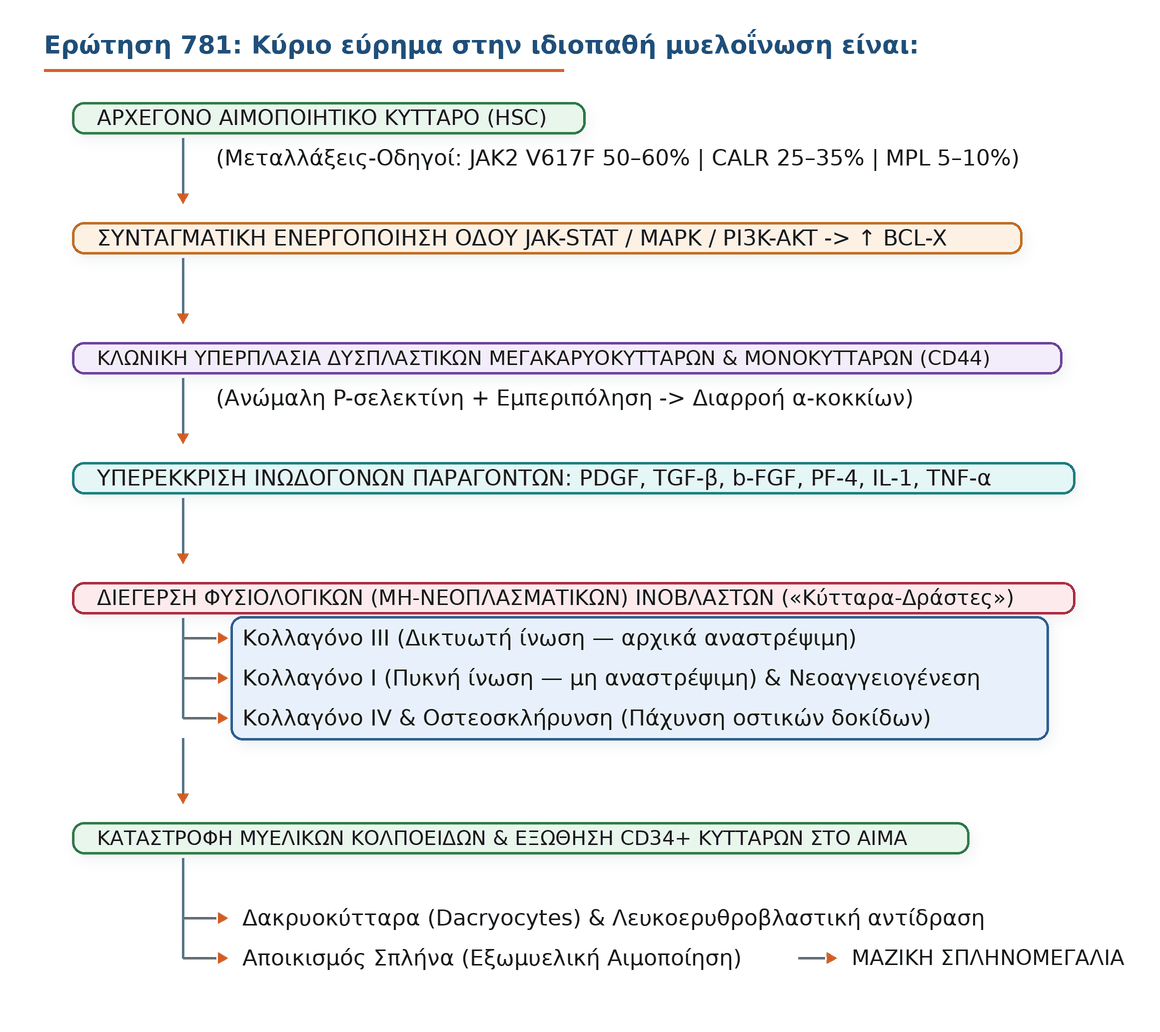 Ερώτηση 781: Κύριο εύρημα στην ιδιοπαθή μυελοΐνωση είναι:
ΑΡΧΕΓΟΝΟ ΑΙΜΟΠΟΙΗΤΙΚΟ ΚΥΤΤΑΡΟ (HSC)
(Μεταλλάξεις-Οδηγοί: JAK2 V617F 50–60% | CALR 25–35% | MPL 5–10%)
ΣΥΝΤΑΓΜΑΤΙΚΗ ΕΝΕΡΓΟΠΟΙΗΣΗ ΟΔΟΥ JAK-STAT / MAPK / PI3K-AKT -> ↑ BCL-X
ΚΛΩΝΙΚΗ ΥΠΕΡΠΛΑΣΙΑ ΔΥΣΠΛΑΣΤΙΚΩΝ ΜΕΓΑΚΑΡΥΟΚΥΤΤΑΡΩΝ & ΜΟΝΟΚΥΤΤΑΡΩΝ (CD44)
(Ανώμαλη P-σελεκτίνη + Εμπεριπόληση -> Διαρροή α-κοκκίων)
ΥΠΕΡΕΚΚΡΙΣΗ ΙΝΩΔΟΓΟΝΩΝ ΠΑΡΑΓΟΝΤΩΝ: PDGF, TGF-β, b-FGF, PF-4, IL-1, TNF-α
ΔΙΕΓΕΡΣΗ ΦΥΣΙΟΛΟΓΙΚΩΝ (ΜΗ-ΝΕΟΠΛΑΣΜΑΤΙΚΩΝ) ΙΝΟΒΛΑΣΤΩΝ («Κύτταρα-Δράστες»)
Κολλαγόνο III (Δικτυωτή ίνωση — αρχικά αναστρέψιμη)
Κολλαγόνο I (Πυκνή ίνωση — μη αναστρέψιμη) & Νεοαγγειογένεση
Κολλαγόνο IV & Οστεοσκλήρυνση (Πάχυνση οστικών δοκίδων)
ΚΑΤΑΣΤΡΟΦΗ ΜΥΕΛΙΚΩΝ ΚΟΛΠΟΕΙΔΩΝ & ΕΞΩΘΗΣΗ CD34+ ΚΥΤΤΑΡΩΝ ΣΤΟ ΑΙΜΑ
Δακρυοκύτταρα (Dacryocytes) & Λευκοερυθροβλαστική αντίδραση
Αποικισμός Σπλήνα (Εξωμυελική Αιμοποίηση) ΜΑΖΙΚΗ ΣΠΛΗΝΟΜΕΓΑΛΙΑ